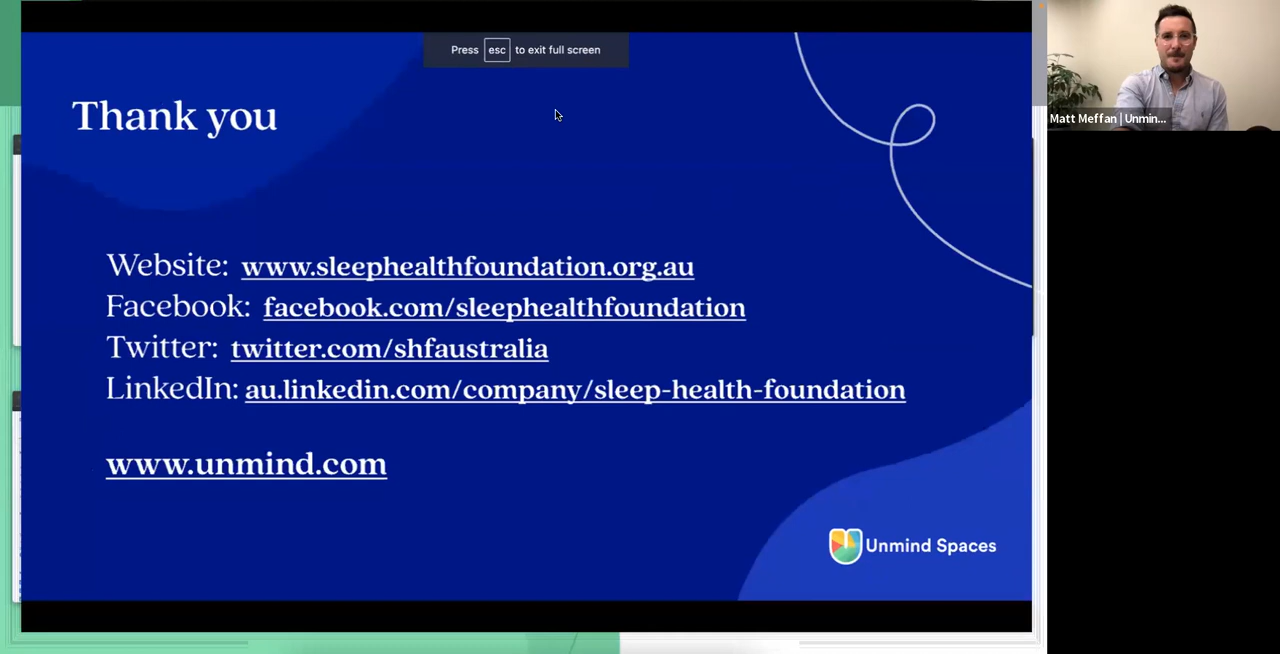 Press esc to exit full screen
Thank you
Website: www.sleephealthfoundation.org.au
Facebook: facebook.com/sleephealthfoundation
Twitter: twitter.com/shfaustralia
LinkedIn: au.linkedin.com/company/sleep-health-foundation
www.unmind.com
Unmind Spaces
Matt Meffan | Unmin...